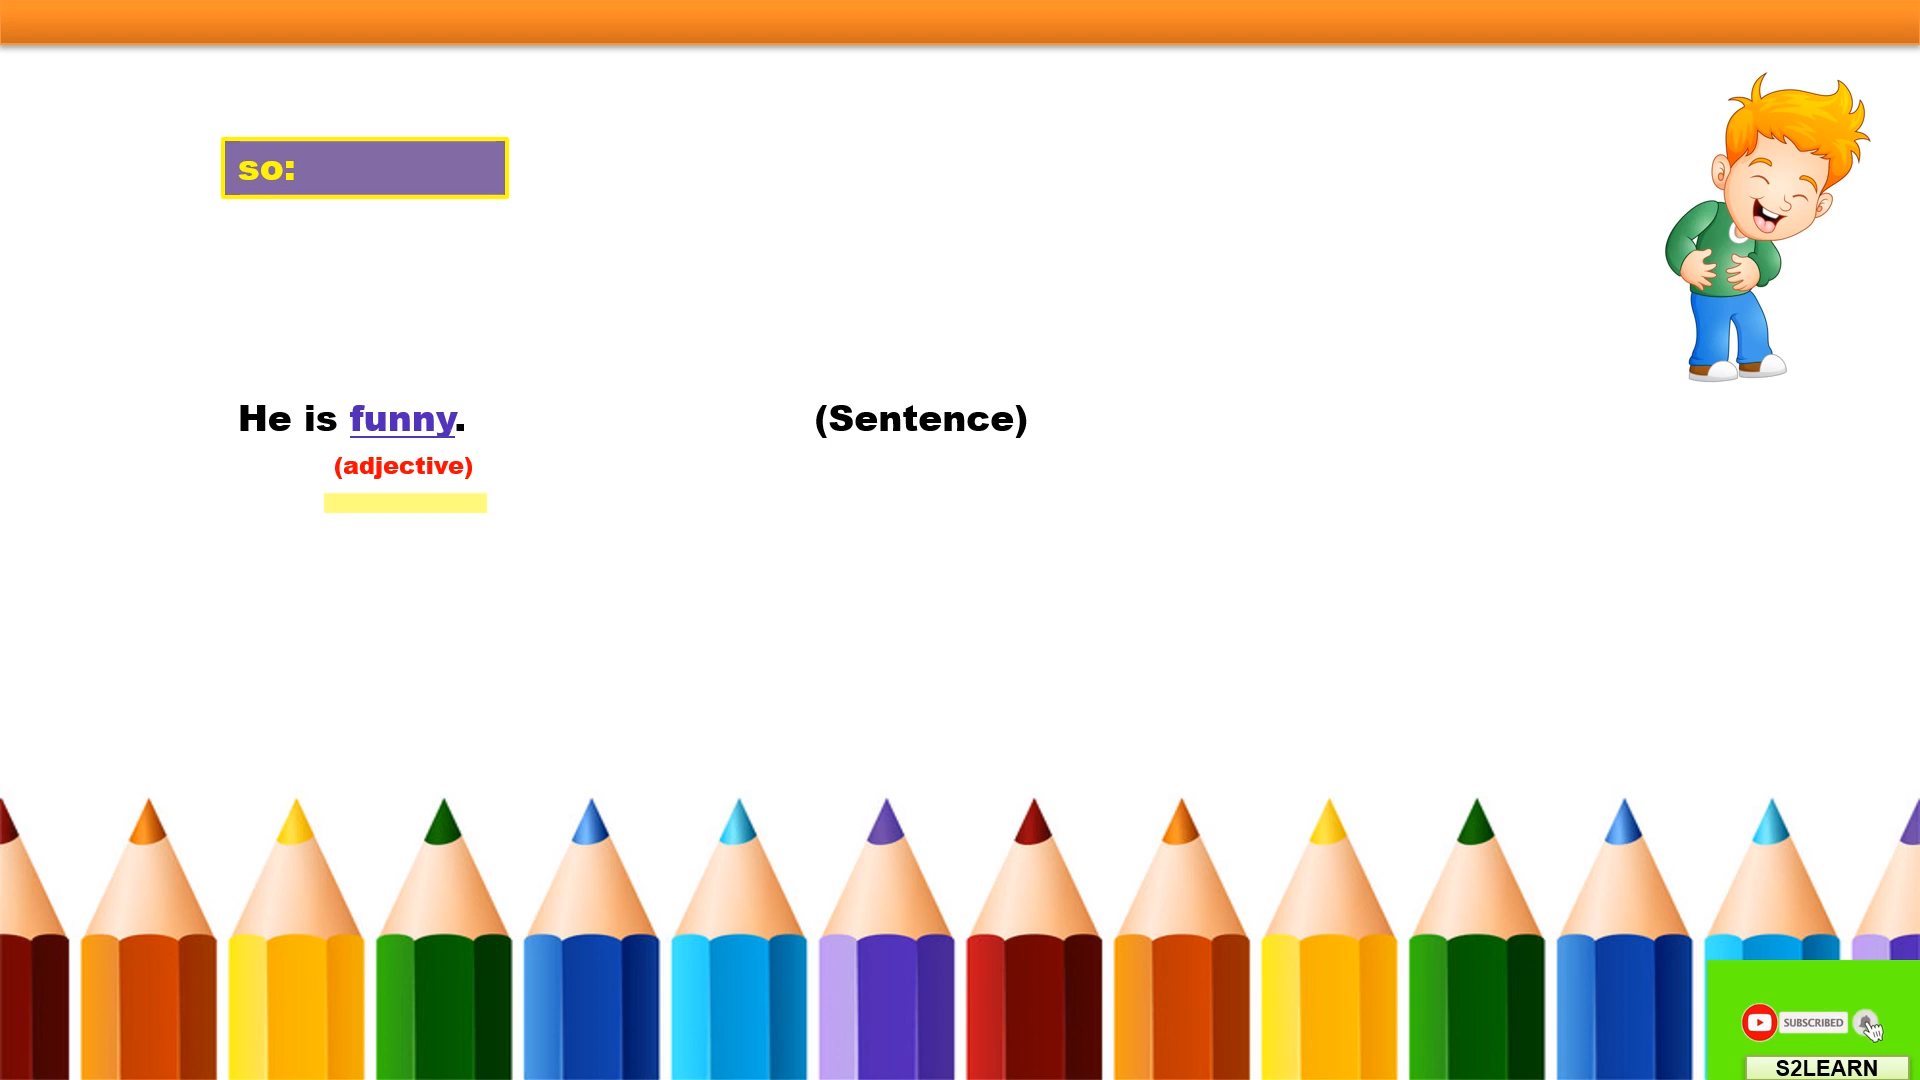 so:
He is funny. (Sentence)
(adjective)
SUBSCRIBED
S2LEARN